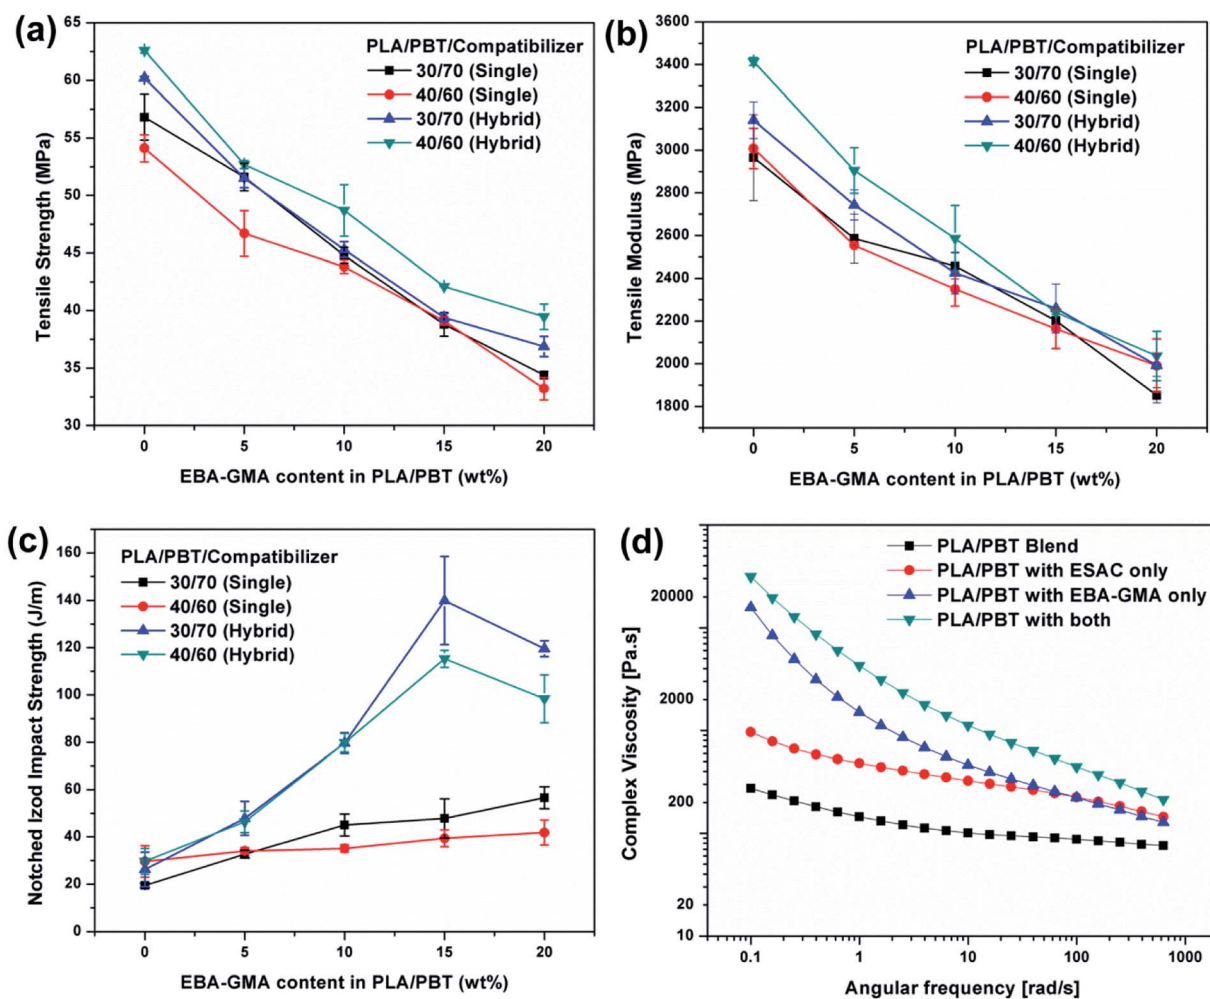 (a)
65
60
55
50
45
40
35
30
Tensile Strength (MPa)
PLA/PBT/Compatibilizer
30/70 (Single)
40/60 (Single)
30/70 (Hybrid)
40/60 (Hybrid)
0 5 10 15 20
EBA-GMA content in PLA/PBT (wt%)
(b)
3600
3400
3200
3000
2800
2600
2400
2200
2000
1800
Tensile Modulus (MPa)
PLA/PBT/Compatibilizer
30/70 (Single)
40/60 (Single)
30/70 (Hybrid)
40/60 (Hybrid)
0 5 10 15 20
EBA-GMA content in PLA/PBT (wt%)
(c)
160
140
120
100
80
60
40
20
0
Notched Izod Impact Strength (J/m)
PLA/PBT/Compatibilizer
30/70 (Single)
40/60 (Single)
30/70 (Hybrid)
40/60 (Hybrid)
0 5 10 15 20
EBA-GMA content in PLA/PBT (wt%)
(d)
20000
2000
200
20
10
Complex Viscosity [Pa.s]
PLA/PBT Blend
PLA/PBT with ESAC only
PLA/PBT with EBA-GMA only
PLA/PBT with both
0.1 1 10 100 1000
Angular frequency [rad/s]